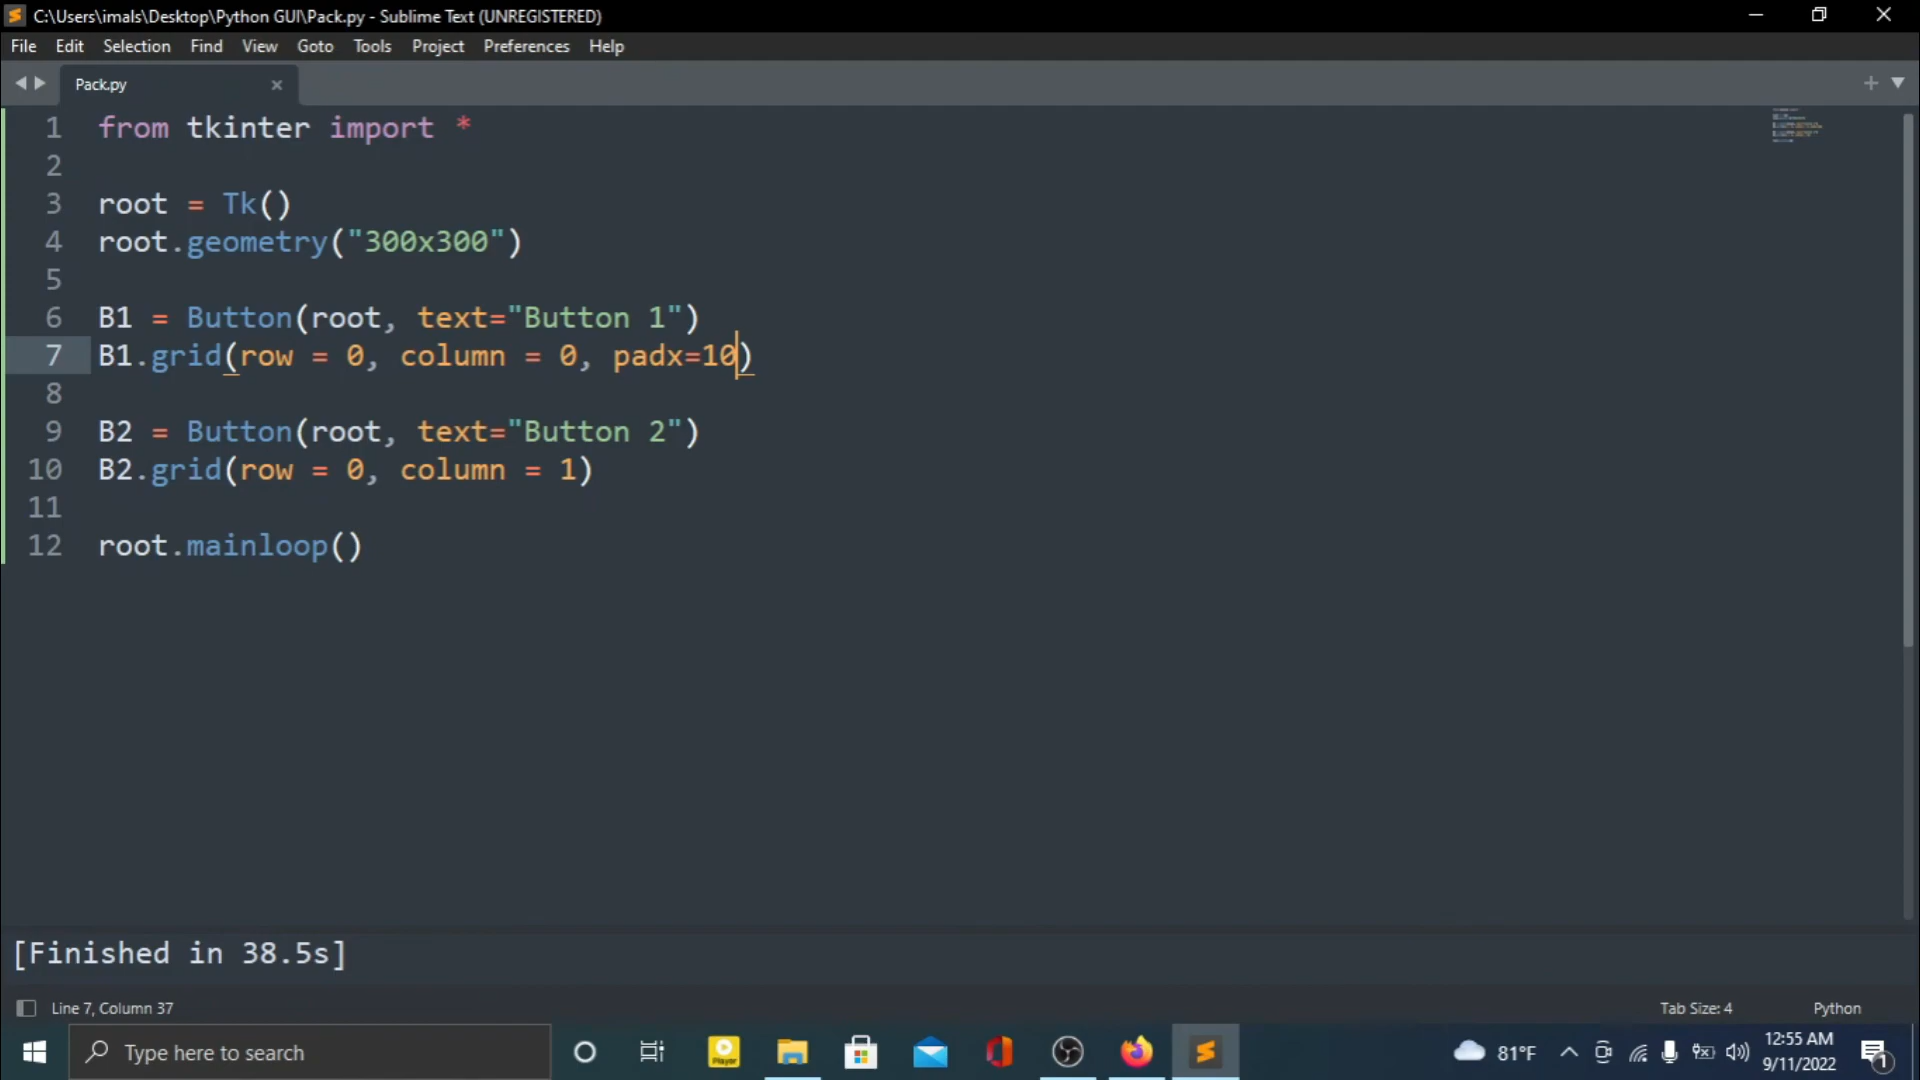 C:\Users\imals\Desktop\Python GUI\Pack.py - Sublime Text (UNREGISTERED)
File Edit Selection Find View Goto Tools Project Preferences Help
Pack.py
1 from tkinter import *
2
3 root = Tk()
4 root.geometry("300x300")
5
6 B1 = Button(root, text="Button 1")
7 B1.grid(row = 0, column = 0, padx=10)
8
9 B2 = Button(root, text="Button 2")
10 B2.grid(row = 0, column = 1)
11
12 root.mainloop()
[Finished in 38.5s]
Line 7, Column 37 Tab Size: 4 Python
Type here to search Player 81°F 12:55 AM
9/11/2022 1